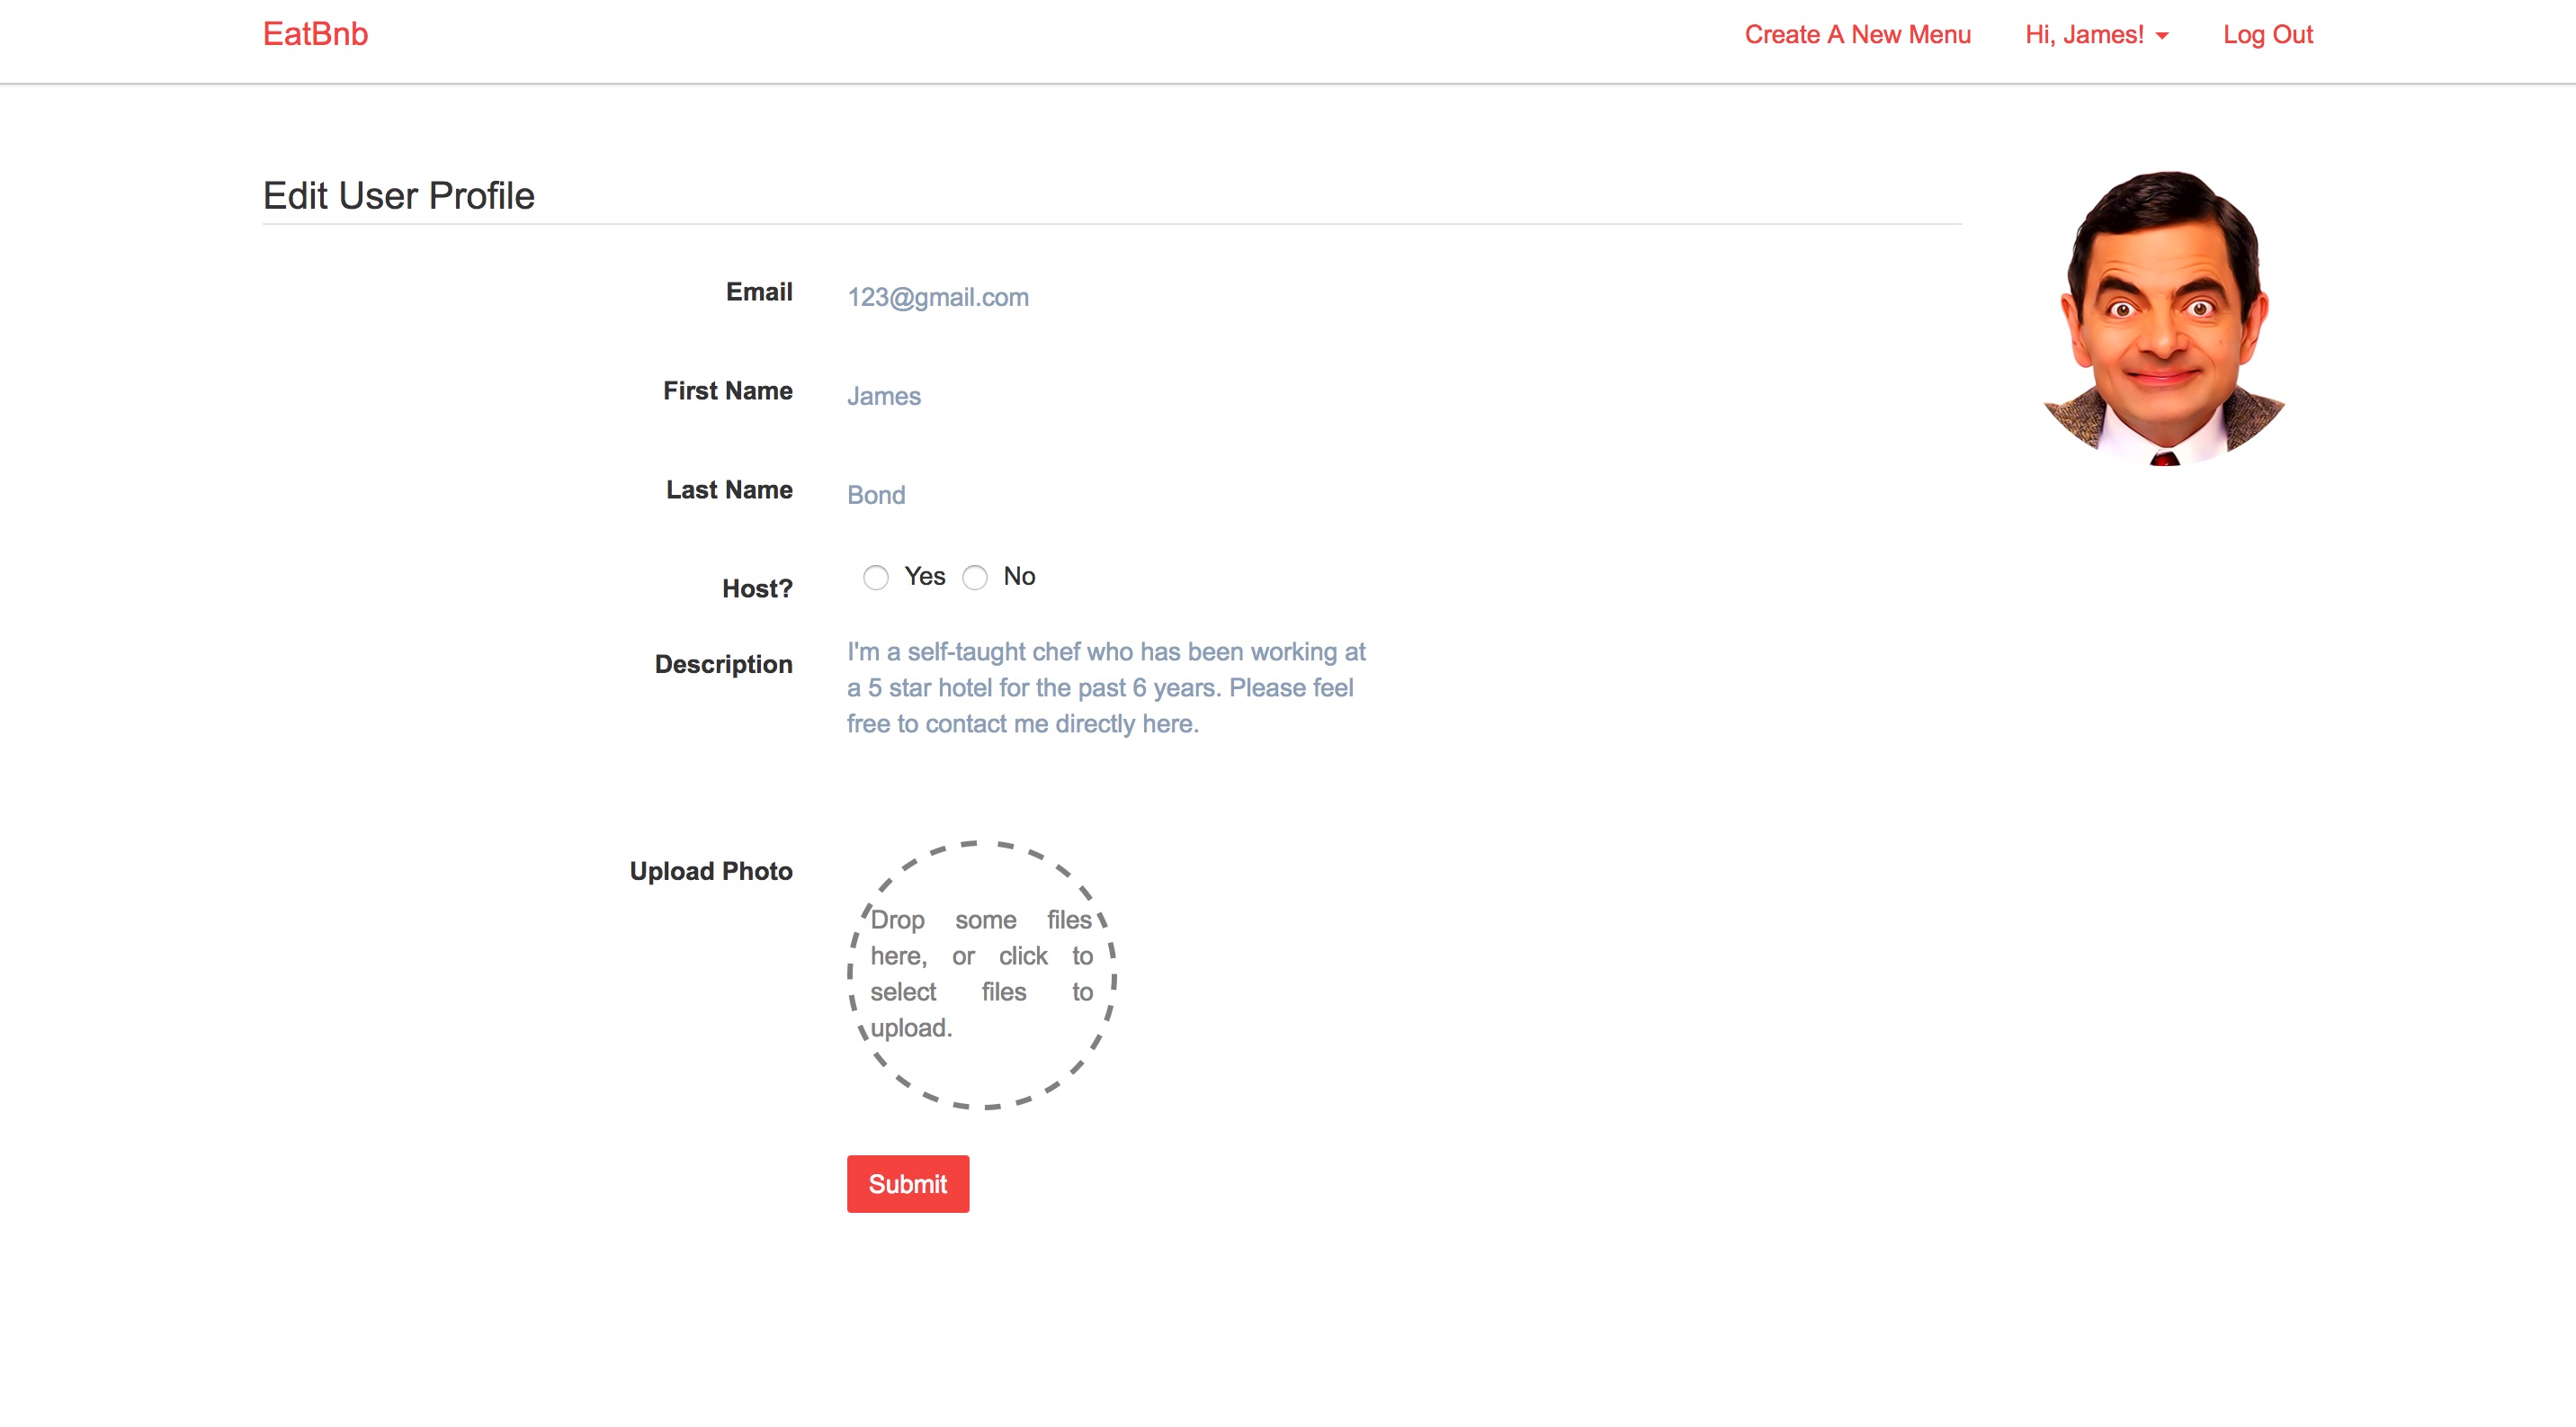 EatBnb
Create A New Menu
Hi, James!
Log Out
Edit User Profile
Email
123@gmail.com
First Name
James
Last Name
Bond
Host?
Yes
No
Description
I'm a self-taught chef who has been working at
a 5 star hotel for the past 6 years. Please feel
free to contact me directly here.
Upload Photo
Drop some files
here, or click to
select files to
upload.
Submit